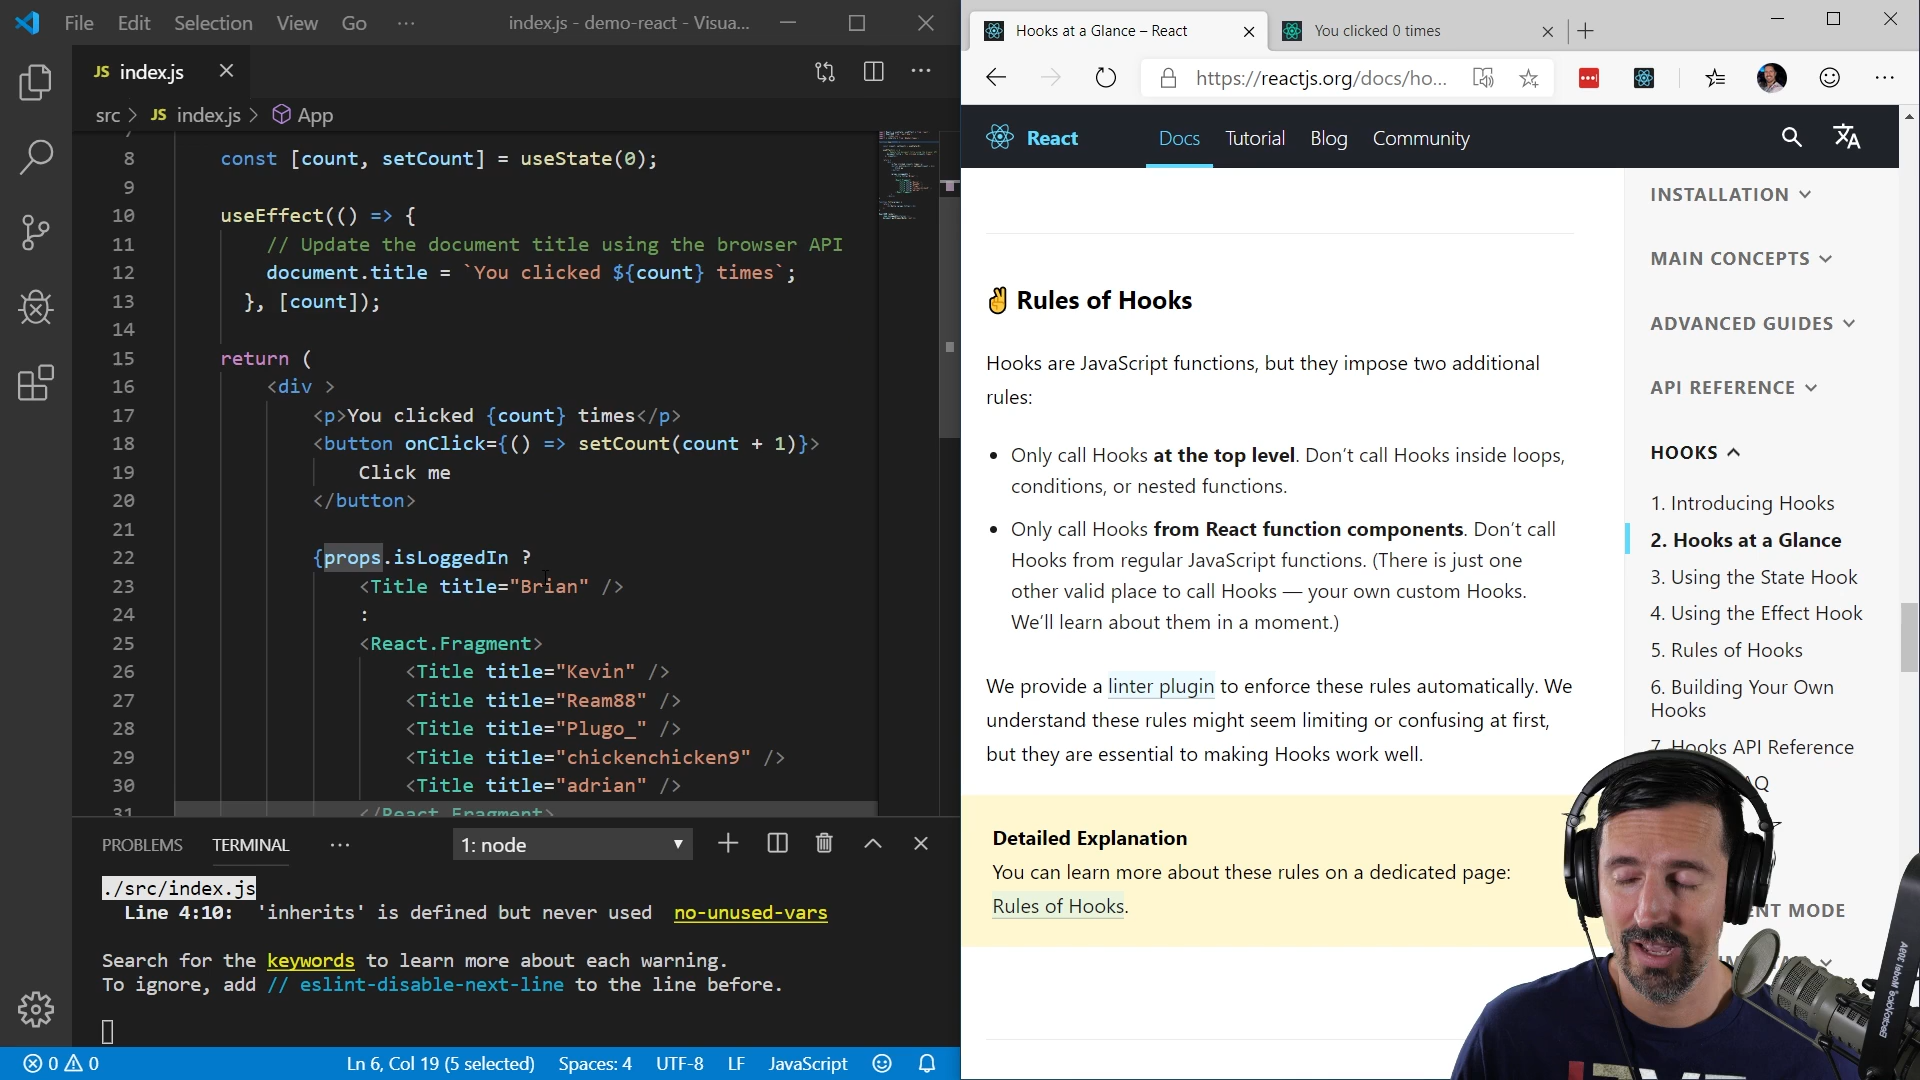 File Edit Selection View Go ··· index.js - demo-react - Visua...
JS index.js
src > JS index.js > App
8 const [count, setCount] = useState(0);
9
10 useEffect(() => {
11 // Update the document title using the browser API
12 document.title = `You clicked ${count} times`;
13 }, [count]);
14
15 return (
16 <div >
17 <p>You clicked {count} times</p>
18 <button onClick={() => setCount(count + 1)}>
19 Click me
20 </button>
21
22 {props.isLoggedIn ?
23 <Title title="Brian" />
24 :
25 <React.Fragment>
26 <Title title="Kevin" />
27 <Title title="Ream88" />
28 <Title title="Plugo_" />
29 <Title title="chickenchicken9" />
30 <Title title="adrian" />
31 </React.Fragment>
PROBLEMS TERMINAL ··· 1: node
./src/index.js
Line 4:10: 'inherits' is defined but never used no-unused-vars
Search for the keywords to learn more about each warning.
To ignore, add // eslint-disable-next-line to the line before.
0 0 Ln 6, Col 19 (5 selected) Spaces: 4 UTF-8 LF JavaScript
Hooks at a Glance – React You clicked 0 times
https://reactjs.org/docs/ho...
React Docs Tutorial Blog Community
✌ Rules of Hooks
Hooks are JavaScript functions, but they impose two additional
rules:
• Only call Hooks at the top level. Don’t call Hooks inside loops,
conditions, or nested functions.
• Only call Hooks from React function components. Don’t call
Hooks from regular JavaScript functions. (There is just one
other valid place to call Hooks — your own custom Hooks.
We’ll learn about them in a moment.)
We provide a linter plugin to enforce these rules automatically. We
understand these rules might seem limiting or confusing at first,
but they are essential to making Hooks work well.
Detailed Explanation
You can learn more about these rules on a dedicated page:
Rules of Hooks.
INSTALLATION
MAIN CONCEPTS
ADVANCED GUIDES
API REFERENCE
HOOKS
1. Introducing Hooks
2. Hooks at a Glance
3. Using the State Hook
4. Using the Effect Hook
5. Rules of Hooks
6. Building Your Own
Hooks
7. Hooks API Reference
AQ
ENT MODE